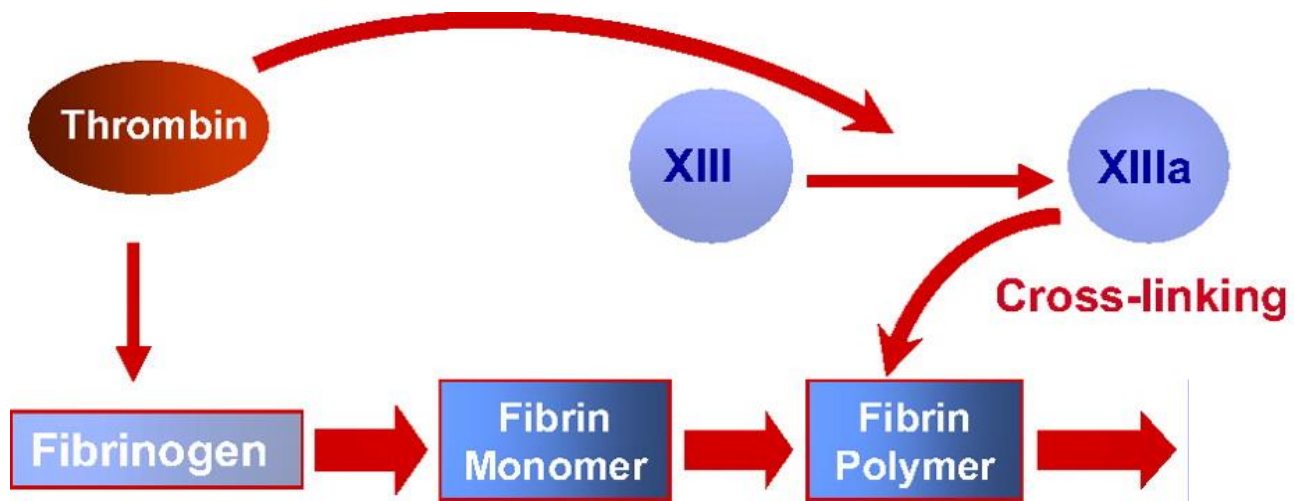 Thrombin
XIII
XIIIa
Cross-linking
Fibrinogen
Fibrin
Monomer
Fibrin
Polymer